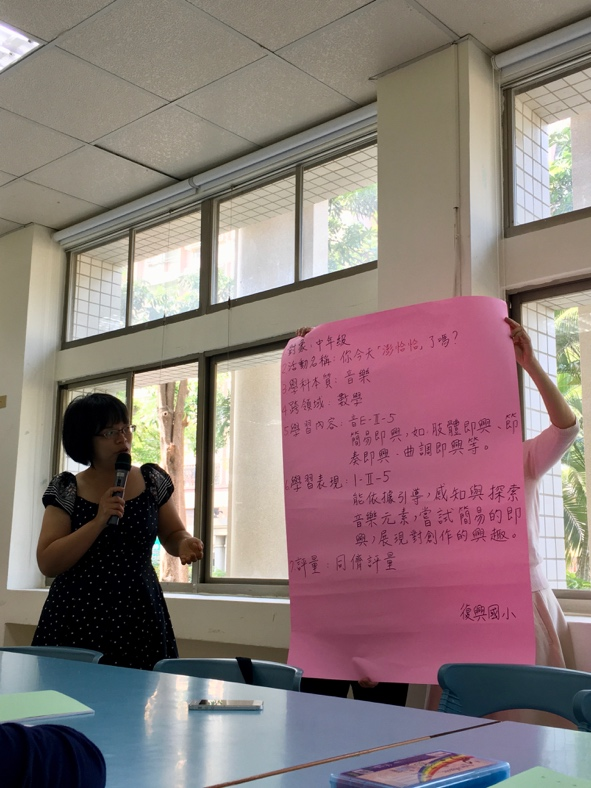 對象：中年級
2.活動名稱：你今天「澎恰恰」了嗎？
3.學科本質：音樂
4.跨領域：數學
5.學習內容：音E-Ⅱ-5
簡易即興，如：肢體即興、節
奏即興、曲調即興等。
學習表現：1-Ⅱ-5
能依據引導，感知與探索
音樂元素，嘗試簡易的即
興，展現對創作的興趣。
7.評量：同儕評量
復興國小